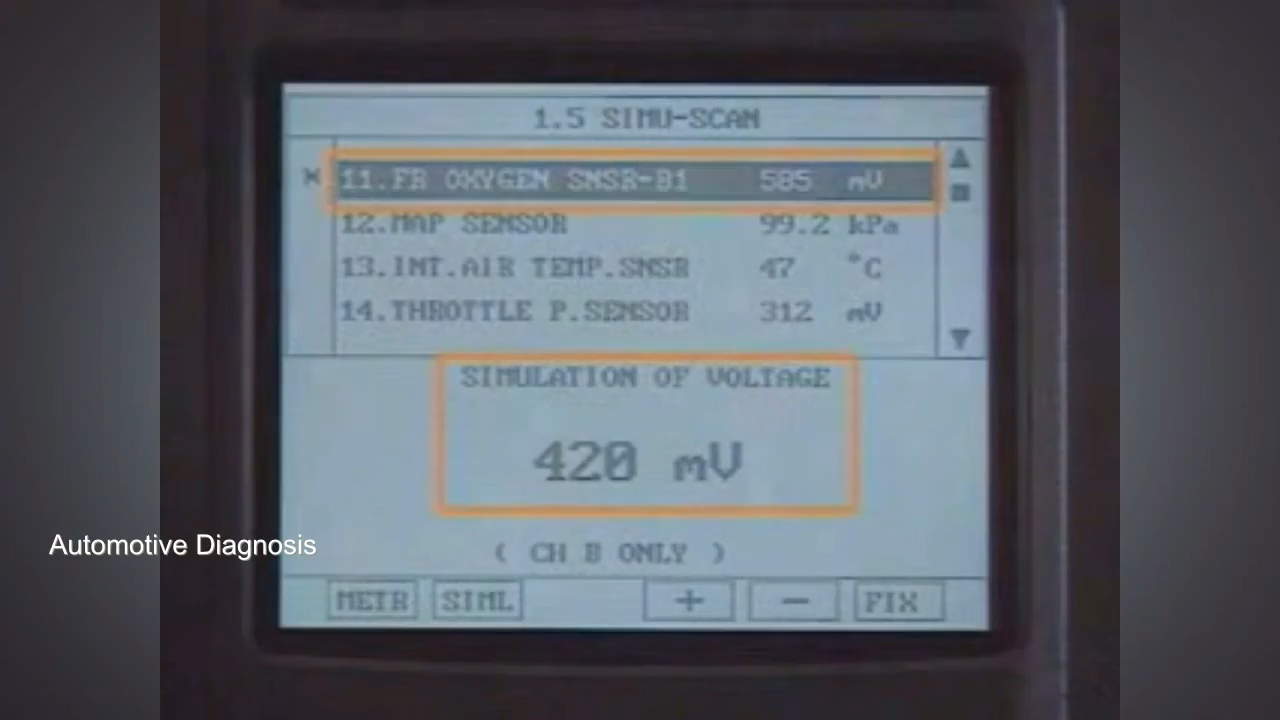 1.5 SIMU-SCAN
11.FR OXYGEN SNSR-B1 585 mV
12.MAP SENSOR 99.2 kPa
13.INT.AIR TEMP.SNSR 47 °C
14.THROTTLE P.SENSOR 312 mV
SIMULATION OF VOLTAGE
420 mV
Automotive Diagnosis
( CH B ONLY )
METR SIML + - FIX